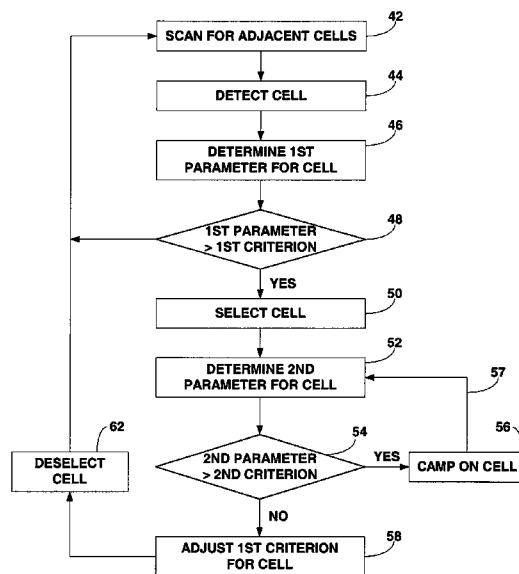 42
SCAN FOR ADJACENT CELLS
44
DETECT CELL
46
DETERMINE 1ST
PARAMETER FOR CELL
48
1ST PARAMETER
> 1ST CRITERION
YES
50
SELECT CELL
52
DETERMINE 2ND
PARAMETER FOR CELL
57
54
56
62
DESELECT
CELL
2ND PARAMETER
> 2ND CRITERION
YES
CAMP ON CELL
NO
58
ADJUST 1ST CRITERION
FOR CELL